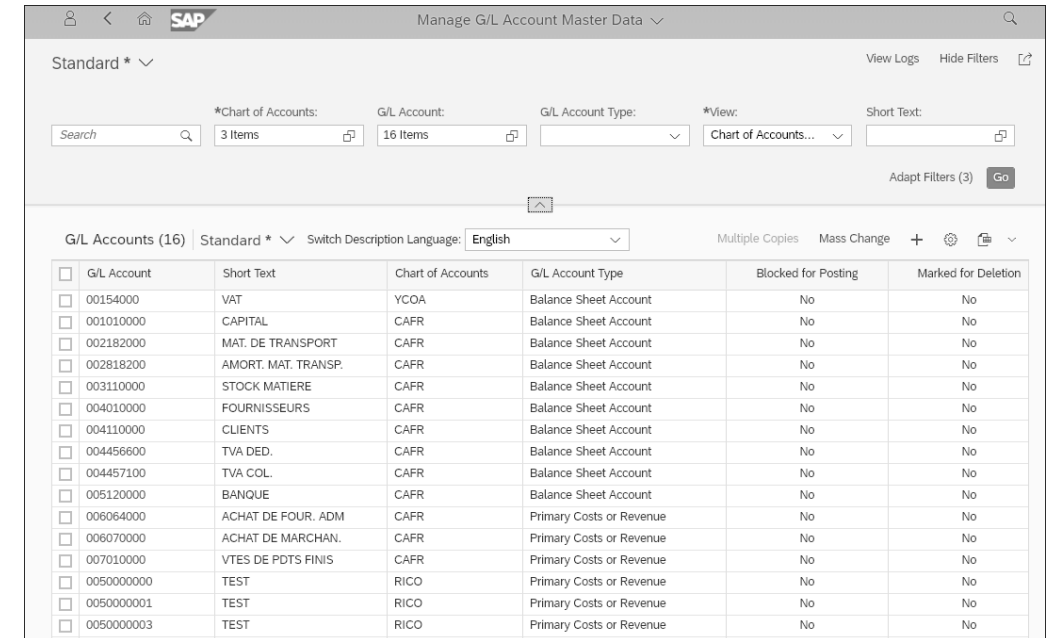 SAP Manage G/L Account Master Data
Standard * View Logs Hide Filters
*Chart of Accounts: G/L Account: G/L Account Type: *View: Short Text:
Search 3 Items 16 Items Chart of Accounts...
Adapt Filters (3) Go
G/L Accounts (16) Standard * Switch Description Language: English Multiple Copies Mass Change
G/L Account Short Text Chart of Accounts G/L Account Type Blocked for Posting Marked for Deletion
00154000 VAT YCOA Balance Sheet Account No No
001010000 CAPITAL CAFR Balance Sheet Account No No
002182000 MAT. DE TRANSPORT CAFR Balance Sheet Account No No
002818200 AMORT. MAT. TRANSP. CAFR Balance Sheet Account No No
003110000 STOCK MATIERE CAFR Balance Sheet Account No No
004010000 FOURNISSEURS CAFR Balance Sheet Account No No
004110000 CLIENTS CAFR Balance Sheet Account No No
004456600 TVA DED. CAFR Balance Sheet Account No No
004457100 TVA COL. CAFR Balance Sheet Account No No
005120000 BANQUE CAFR Balance Sheet Account No No
006064000 ACHAT DE FOUR. ADM CAFR Primary Costs or Revenue No No
006070000 ACHAT DE MARCHAN. CAFR Primary Costs or Revenue No No
007010000 VTES DE PDTS FINIS CAFR Primary Costs or Revenue No No
0050000000 TEST RICO Primary Costs or Revenue No No
0050000001 TEST RICO Primary Costs or Revenue No No
0050000003 TEST RICO Primary Costs or Revenue No No